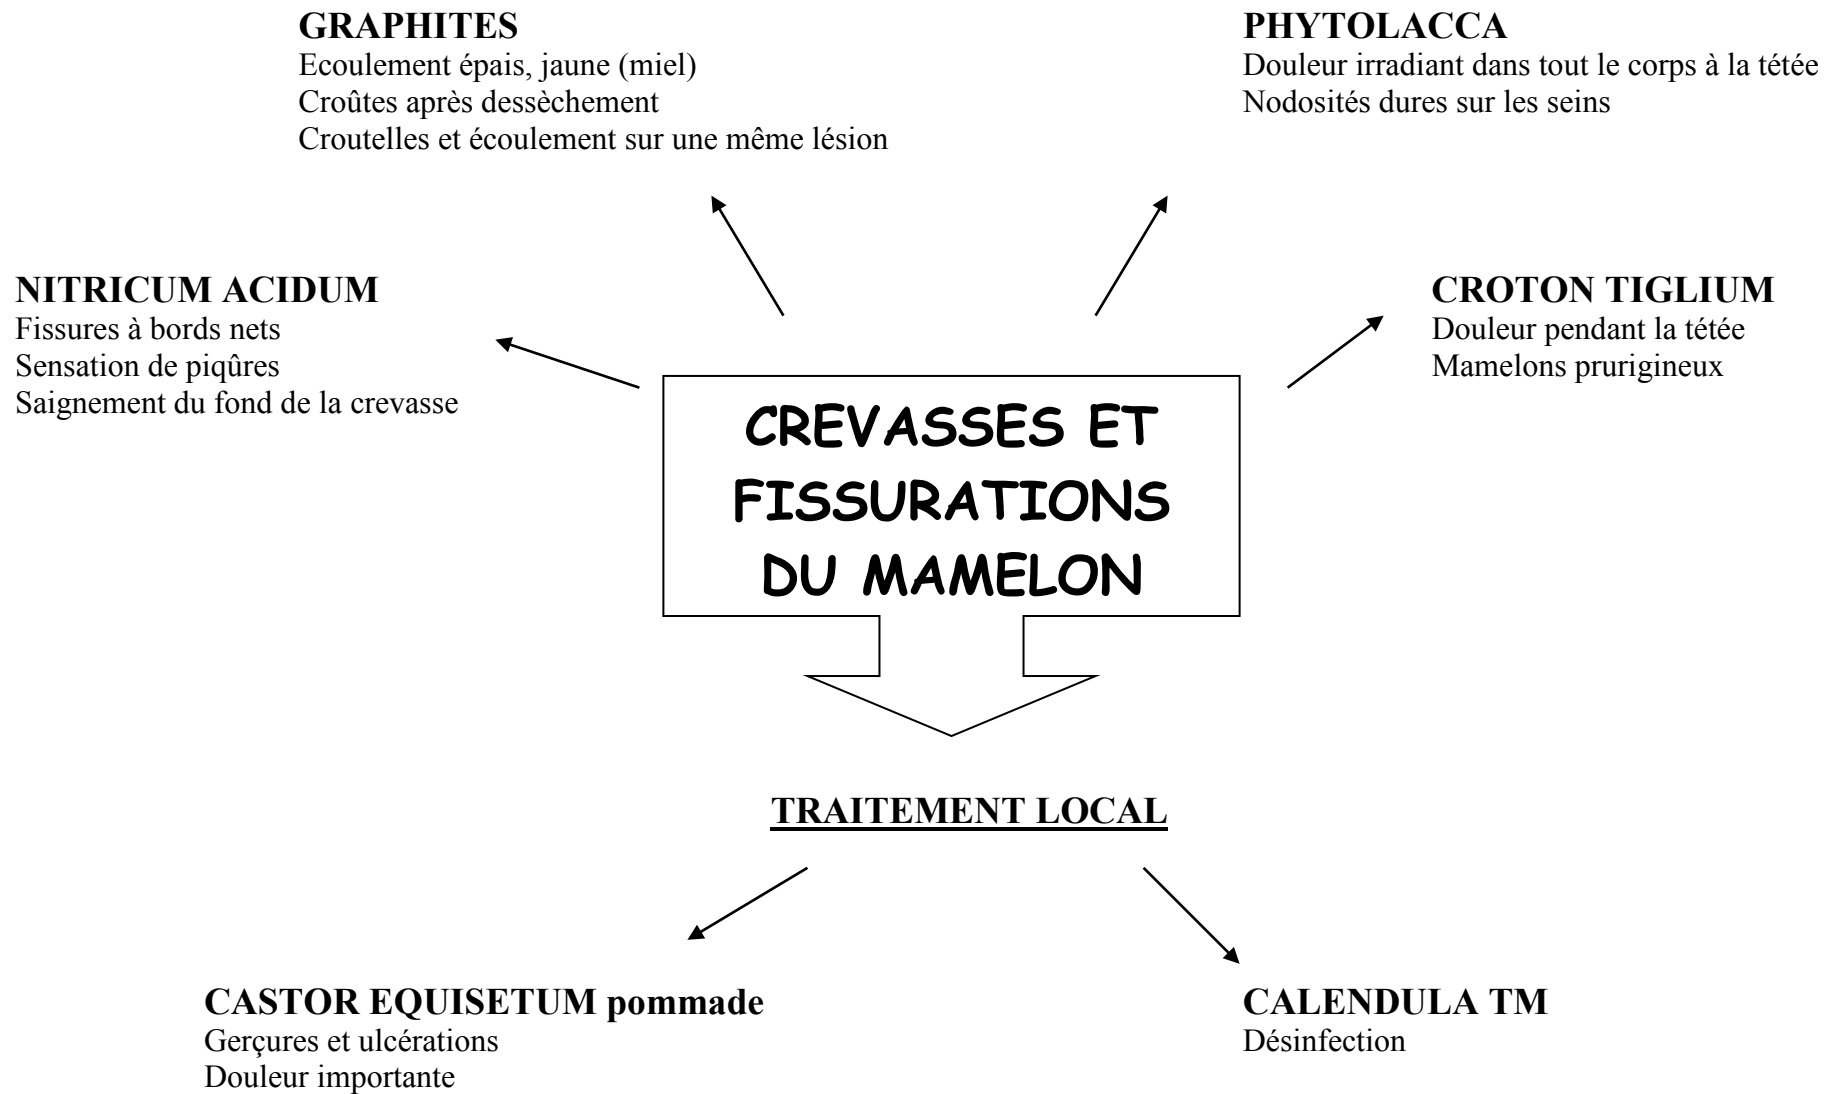 GRAPHITES
Ecoulement épais, jaune (miel)
Croûtes après dessèchement
Croutelles et écoulement sur une même lésion
PHYTOLACCA
Douleur irradiant dans tout le corps à la tétée
Nodosités dures sur les seins
NITRICUM ACIDUM
Fissures à bords nets
Sensation de piqûres
Saignement du fond de la crevasse
CROTON TIGLIUM
Douleur pendant la tétée
Mamelons prurigineux
CREVASSES ET
FISSURATIONS
DU MAMELON
TRAITEMENT LOCAL
CASTOR EQUISETUM pommade
Gerçures et ulcérations
Douleur importante
CALENDULA TM
Désinfection